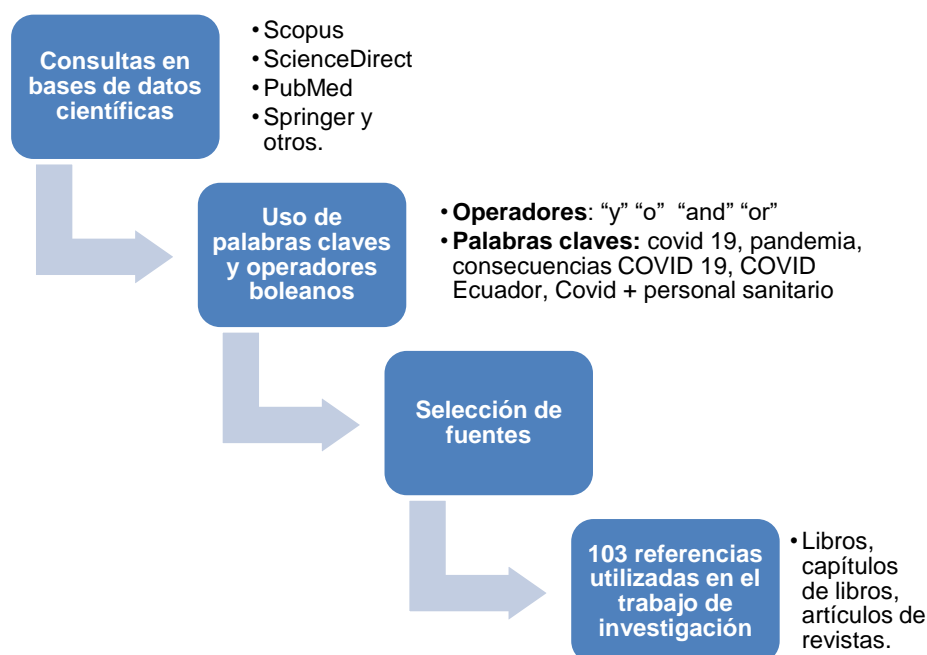 Consultas en
bases de datos
científicas
• Scopus
• ScienceDirect
• PubMed
• Springer y
otros.
Uso de
palabras claves
y operadores
boleanos
• Operadores: “y” “o” “and” “or”
• Palabras claves: covid 19, pandemia,
consecuencias COVID 19, COVID
Ecuador, Covid + personal sanitario
Selección de
fuentes
103 referencias
utilizadas en el
trabajo de
investigación
• Libros,
capítulos
de libros,
artículos de
revistas.